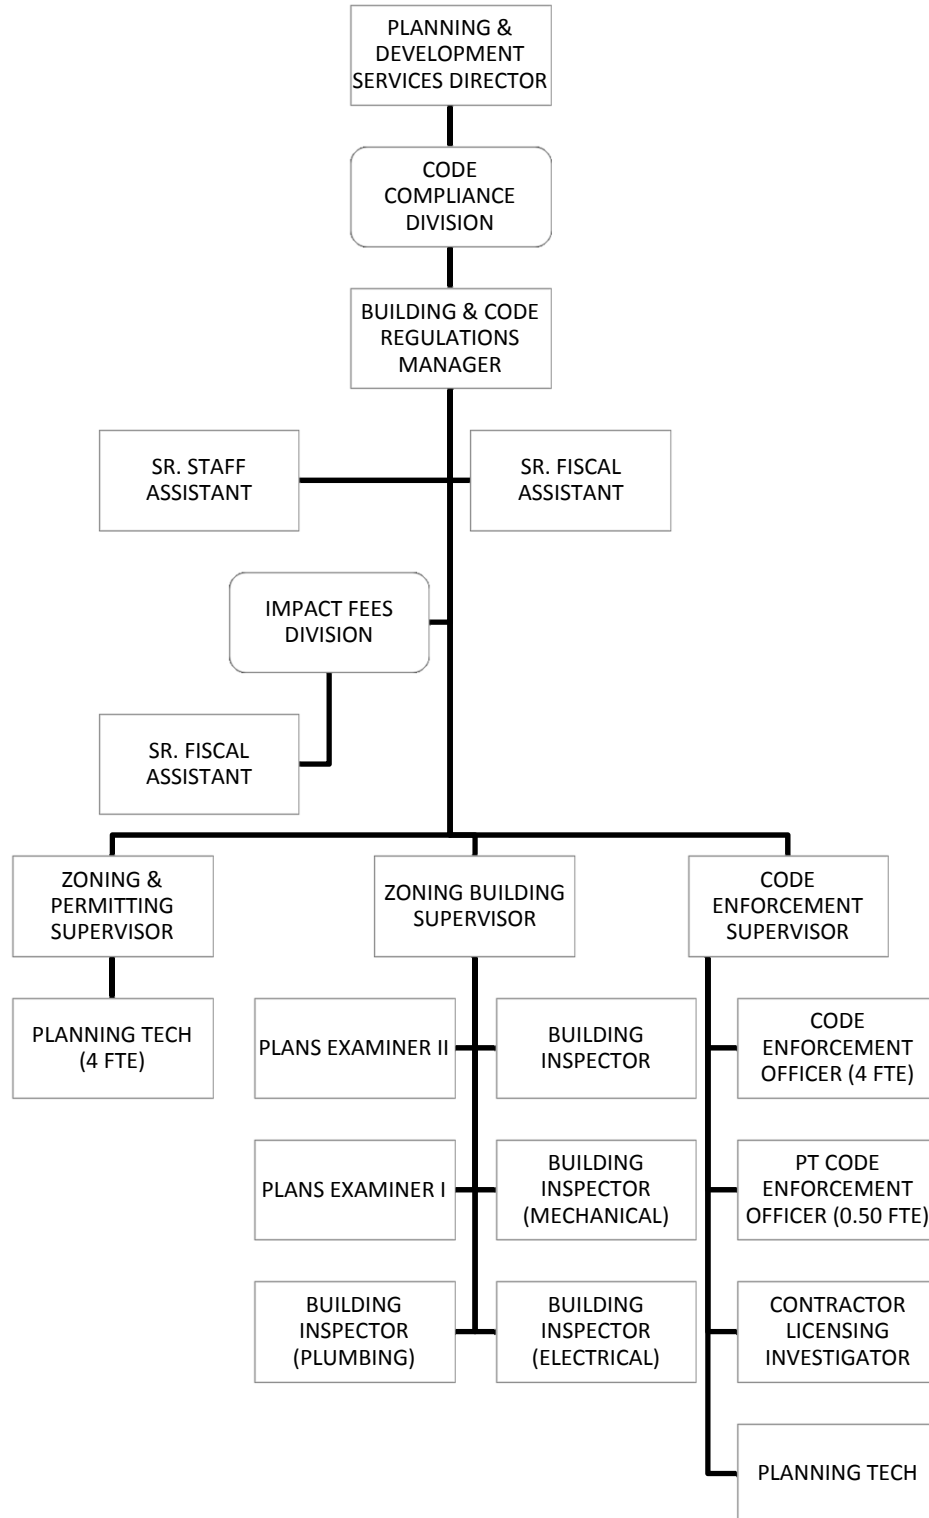 PLANNING &
DEVELOPMENT
SERVICES DIRECTOR
CODE
COMPLIANCE
DIVISION
BUILDING & CODE
REGULATIONS
MANAGER
SR. STAFF
ASSISTANT
SR. FISCAL
ASSISTANT
IMPACT FEES
DIVISION
SR. FISCAL
ASSISTANT
ZONING &
PERMITTING
SUPERVISOR
ZONING BUILDING
SUPERVISOR
CODE
ENFORCEMENT
SUPERVISOR
PLANNING TECH
(4 FTE)
PLANS EXAMINER II
BUILDING
INSPECTOR
CODE
ENFORCEMENT
OFFICER (4 FTE)
PLANS EXAMINER I
BUILDING
INSPECTOR
(MECHANICAL)
PT CODE
ENFORCEMENT
OFFICER (0.50 FTE)
BUILDING
INSPECTOR
(PLUMBING)
BUILDING
INSPECTOR
(ELECTRICAL)
CONTRACTOR
LICENSING
INVESTIGATOR
PLANNING TECH